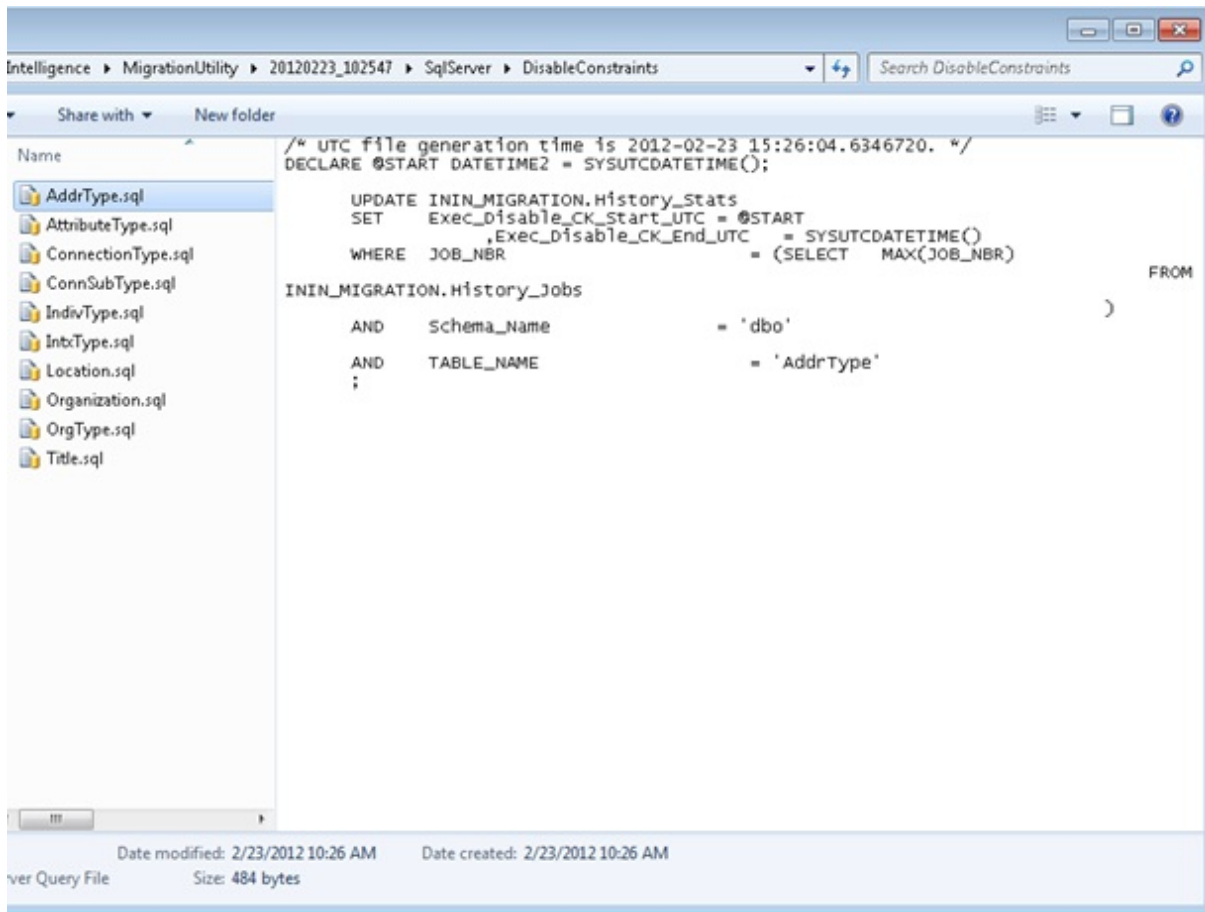 Intelligence ▸ MigrationUtility ▸ 20120223_102547 ▸ SqlServer ▸ DisableConstraints
Search DisableConstraints
Share with
New folder
Name
AddrType.sql
AttributeType.sql
ConnectionType.sql
ConnSubType.sql
IndivType.sql
IntxType.sql
Location.sql
Organization.sql
OrgType.sql
Title.sql
/* UTC file generation time is 2012-02-23 15:26:04.6346720. */
DECLARE @START DATETIME2 = SYSUTCDATETIME();
UPDATE ININ_MIGRATION.History_Stats
SET Exec_Disable_CK_Start_UTC = @START
,Exec_Disable_CK_End_UTC = SYSUTCDATETIME()
WHERE JOB_NBR = (SELECT MAX(JOB_NBR)
FROM
ININ_MIGRATION.History_Jobs
)
AND Schema_Name = 'dbo'
AND TABLE_NAME = 'AddrType'
;
Date modified: 2/23/2012 10:26 AM Date created: 2/23/2012 10:26 AM
ver Query File Size: 484 bytes